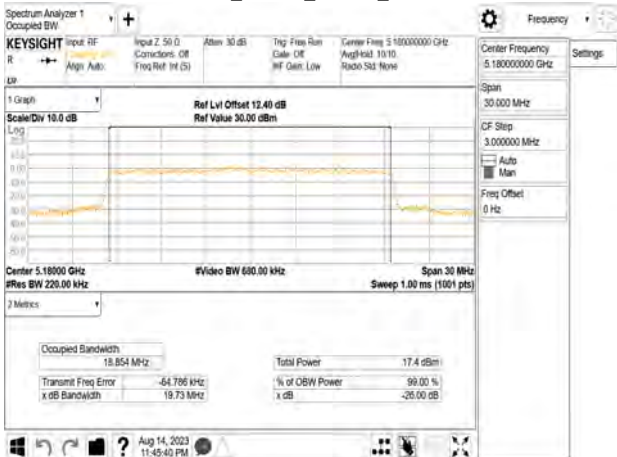 Spectrum Analyzer 1
Occupied BW
Frequency
KEYSIGHT
Input: RF
R
Align: Auto
Input Z: 50 Ω
Corrections: Off
Freq Ref: Int (S)
Atten: 30 dB
Trig: Free Run
Gate: Off
#IF Gain: Low
Center Freq: 5.180000000 GHz
Avg|Hold: 10/10
Radio Std: None
Center Frequency
5.180000000 GHz
Settings
Span
30.000 MHz
CF Step
3.000000 MHz
Auto
Man
Freq Offset
0 Hz
1 Graph
Scale/Div 10.0 dB
Ref Lvl Offset 12.40 dB
Ref Value 30.00 dBm
Log
0.00
Center 5.18000 GHz
#Res BW 220.00 kHz
#Video BW 680.00 kHz
Span 30 MHz
Sweep 1.00 ms (1001 pts)
2 Metrics
Occupied Bandwidth
18.854 MHz
Total Power 17.4 dBm
Transmit Freq Error -64.786 kHz
% of OBW Power 99.00 %
x dB Bandwidth 19.73 MHz
x dB -26.00 dB
Aug 14, 2023
11:45:40 PM